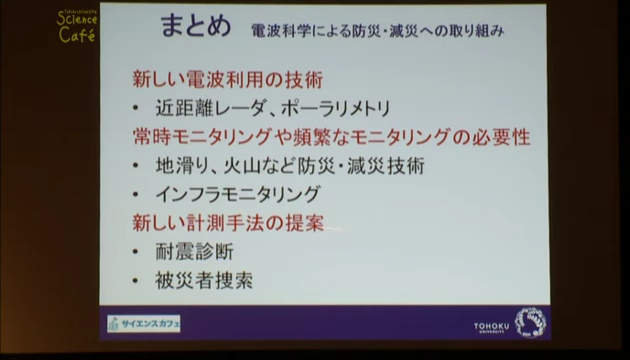 Tohoku University
Science
Café
まとめ 電波科学による防災・減災への取り組み
新しい電波利用の技術
• 近距離レーダ、ポーラリメトリ
常時モニタリングや頻繁なモニタリングの必要性
• 地滑り、火山など防災・減災技術
• インフラモニタリング
新しい計測手法の提案
• 耐震診断
• 被災者捜索
サイエンスカフェ
TOHOKU
UNIVERSITY